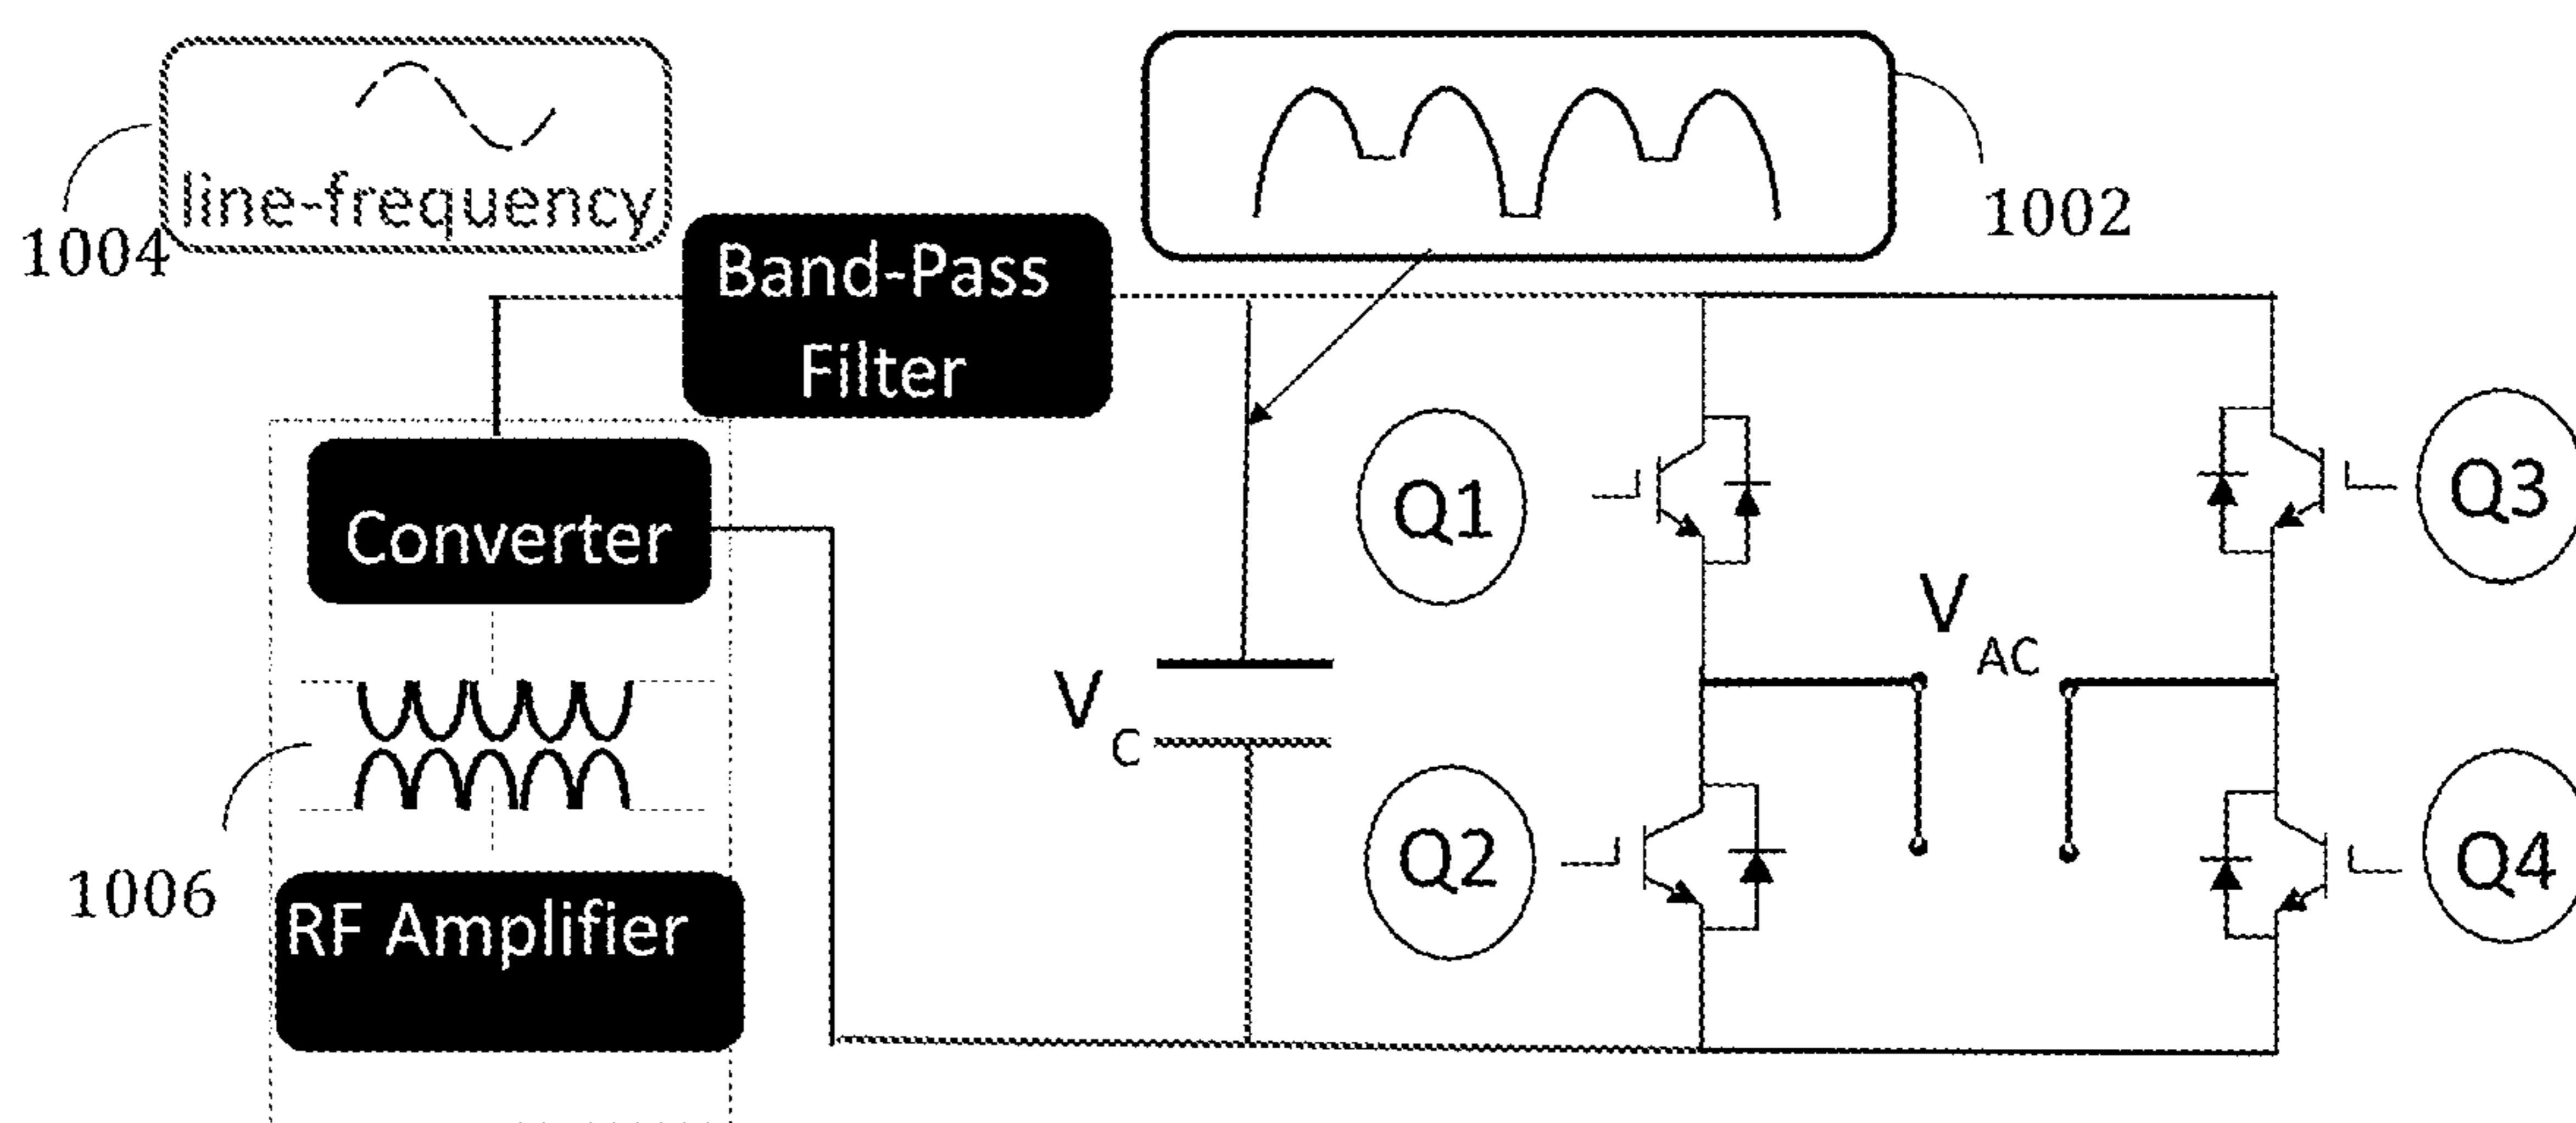 line-frequency
1004
1002
Band-Pass
Filter
Converter
Q1
Q3
V
AC
V
C
1006
Q2
Q4
RF Amplifier